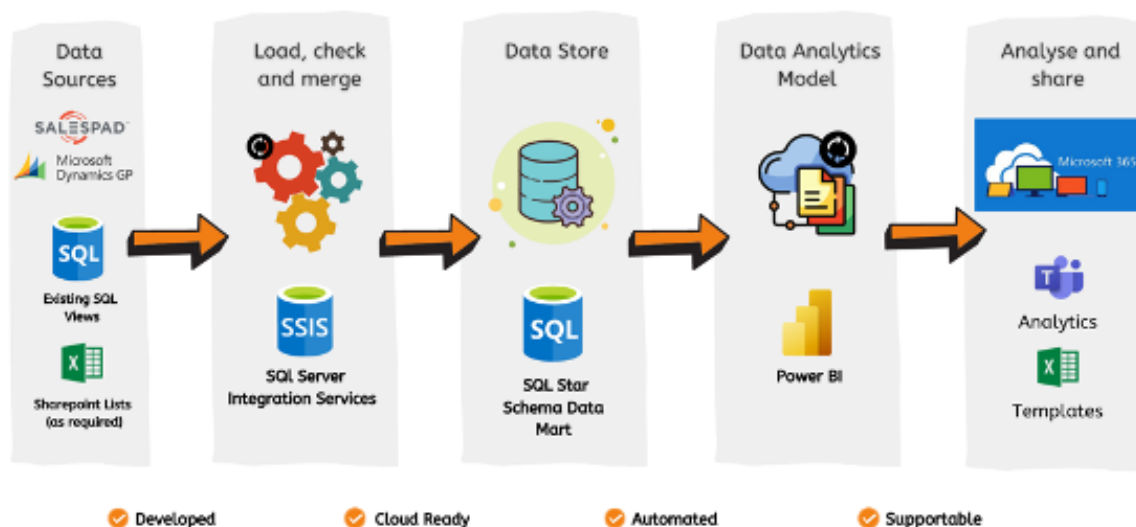 Data
Sources
SALESPAD™
Microsoft
Dynamics GP
SQL
Existing SQL
Views
X
Sharepoint Lists
(as required)
Load, check
and merge
SSIS
SQl Server
Integration Services
Data Store
SQL
SQL Star
Schema Data
Mart
Data Analytics
Model
Power BI
Analyse and
share
Microsoft 365
T
Analytics
X
Templates
Developed
Cloud Ready
Automated
Supportable